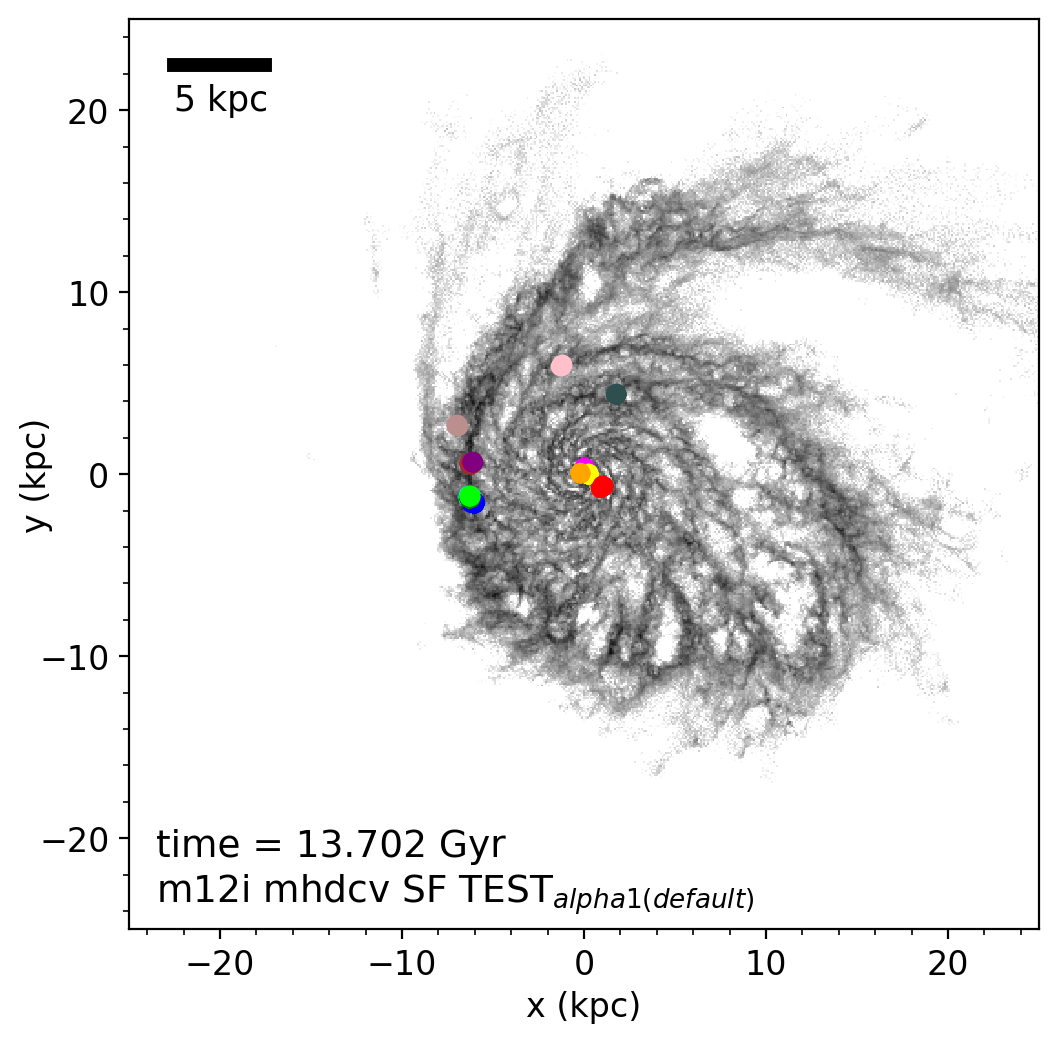 5 kpc
20
10
0
−10
−20
y (kpc)
time = 13.702 Gyr
m12i mhdcv SF TEST alpha1(default)
−20 −10 0 10 20
x (kpc)